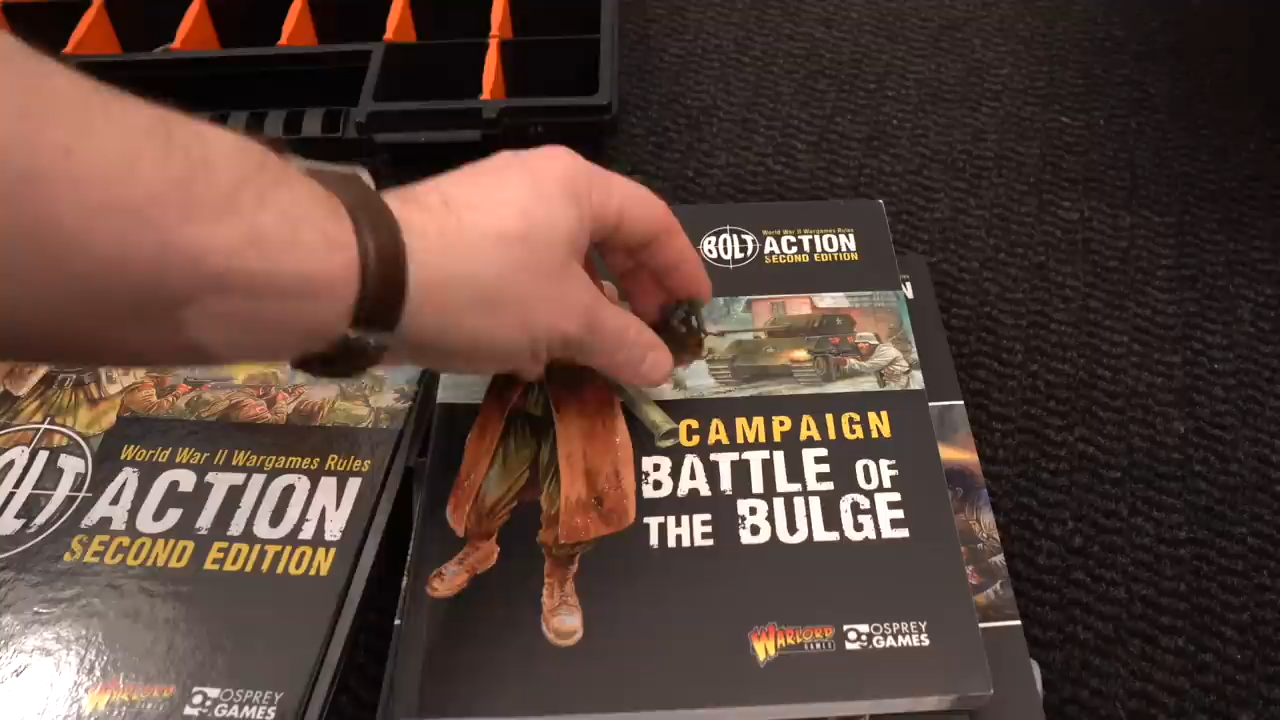 World War II Wargames Rules
BOLT ACTION
SECOND EDITION
CAMPAIGN
BATTLE OF
THE BULGE
WARLORD
GAMES
OSPREY
GAMES
World War II Wargames Rules
ACTION
SECOND EDITION
WARLORD
OSPREY
GAMES